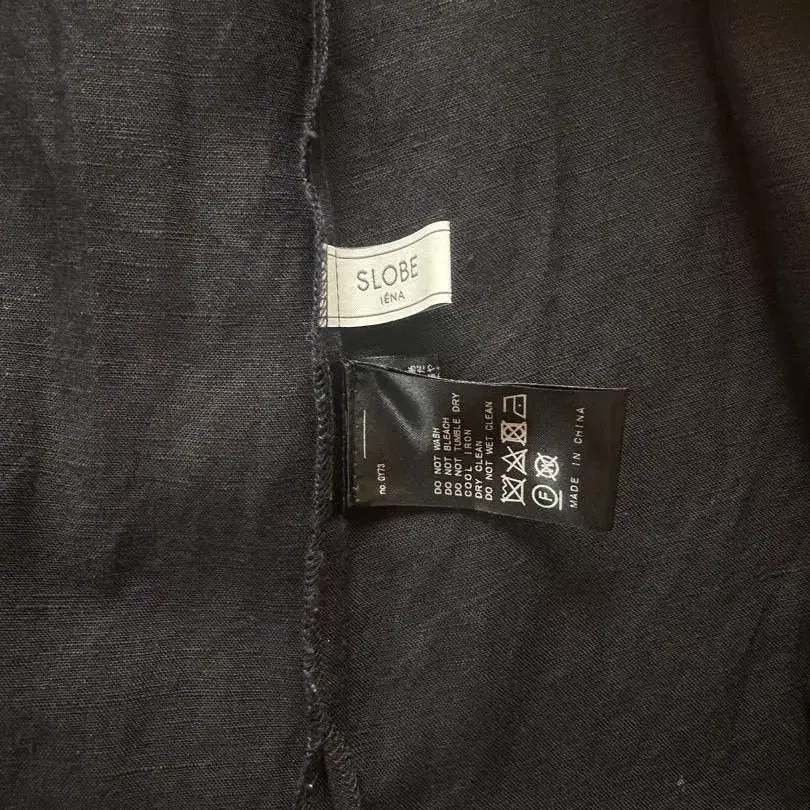 SLOBE
IÉNA
no.GY73
DO NOT WASH
DO NOT BLEACH
DO NOT TUMBLE DRY
COOL IRON
DRY CLEAN
DO NOT WET CLEAN
F
W
MADE IN CHINA